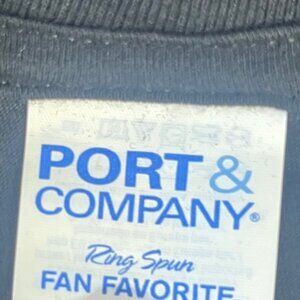 PORT &
COMPANY®
Ring Spun
FAN FAVORITE